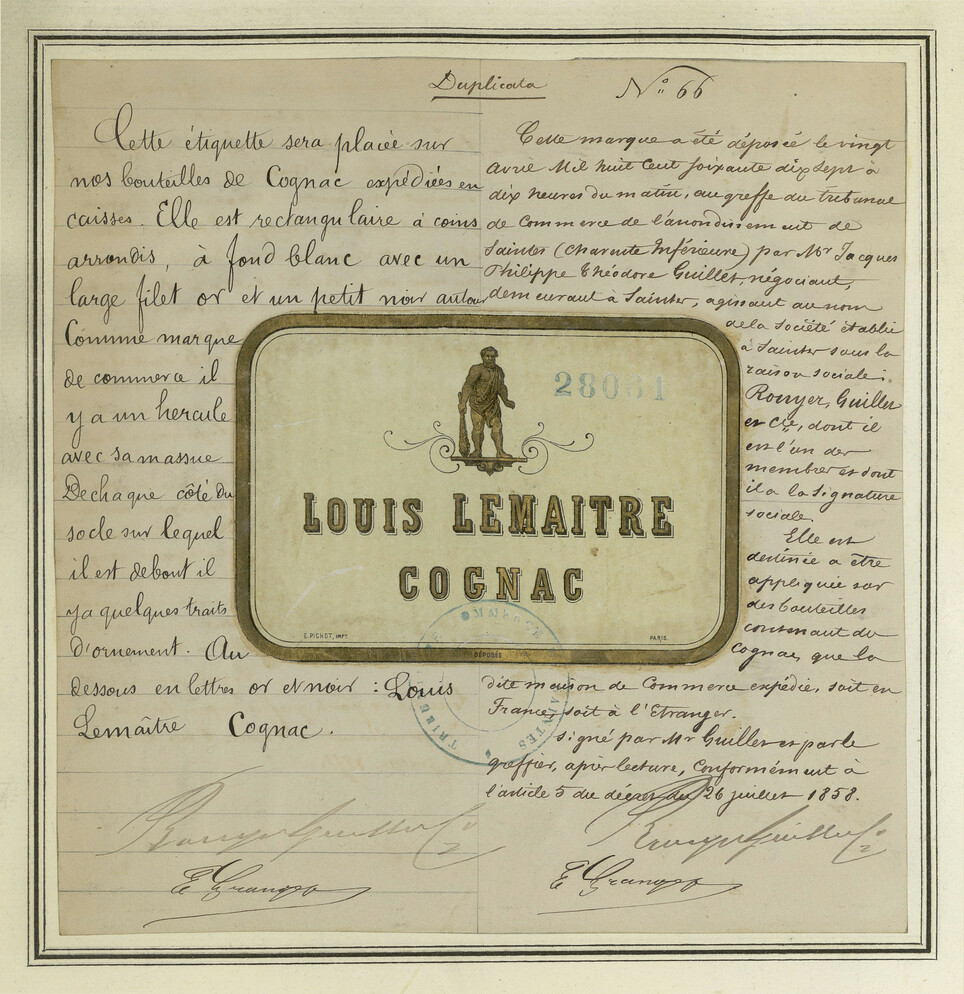 Duplicata
N° 66
Cette étiquette sera placée sur
nos bouteilles de Cognac expédiées en
caisses. Elle est rectangulaire à coins
arrondis, à fond blanc avec un
large filet or et un petit noir autour
Comme marque
de commerce il
y a un hercule
avec sa massue
De chaque côté du
socle sur lequel
il est debout il
y a quelques traits
d'ornement. Au
dessous en lettres or et noir : Louis
Lemaître Cognac.
Rouyer Guillet & Co
E Granger
Cette marque a été déposée le vingt
avril Mil huit Cent soixante dix sept à
dix heures du matin, au greffe du tribunal
de Commerce de l'arrondissement de
Saintes (Charente Inférieure) par Mr Jacques
Philippe Théodore Guillet, négociant,
demeurant à Saintes, agissant au nom
de la société établie
à Saintes sous la
raison sociale :
Rouyer, Guillet
et Cie, dont il
est l'un des
membres et dont
il a la signature
sociale.
Elle est
destinée a être
appliquée sur
des bouteilles
contenant du
Cognac, que la
dite maison de Commerce expédie, soit en
France, soit à l'Etranger.
Signé par Mr Guillet et par le
greffier, après lecture, Conformément à
l'article 5 du décret du 26 juillet 1858.
Rouyer Guillet & Co
E Granger
28061
LOUIS LEMAITRE
COGNAC
E. PICHOT, IMPR
PARIS.
DÉPOSÉE